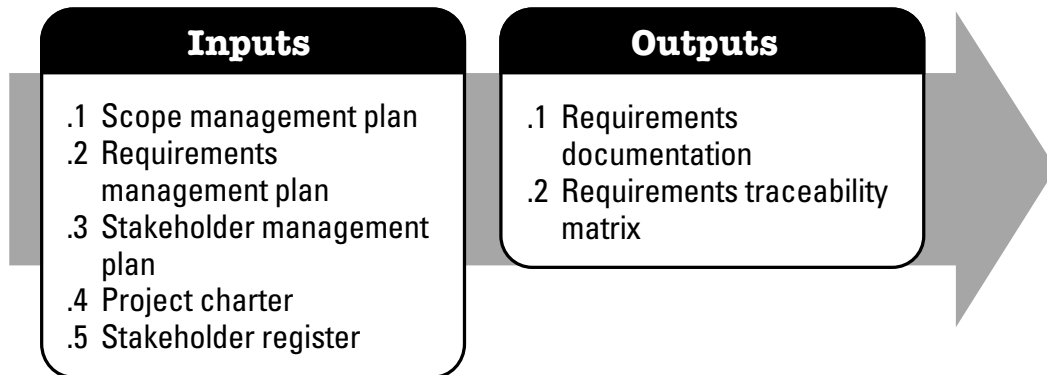 Inputs
.1 Scope management plan
.2 Requirements
management plan
.3 Stakeholder management
plan
.4 Project charter
.5 Stakeholder register
Outputs
.1 Requirements
documentation
.2 Requirements traceability
matrix